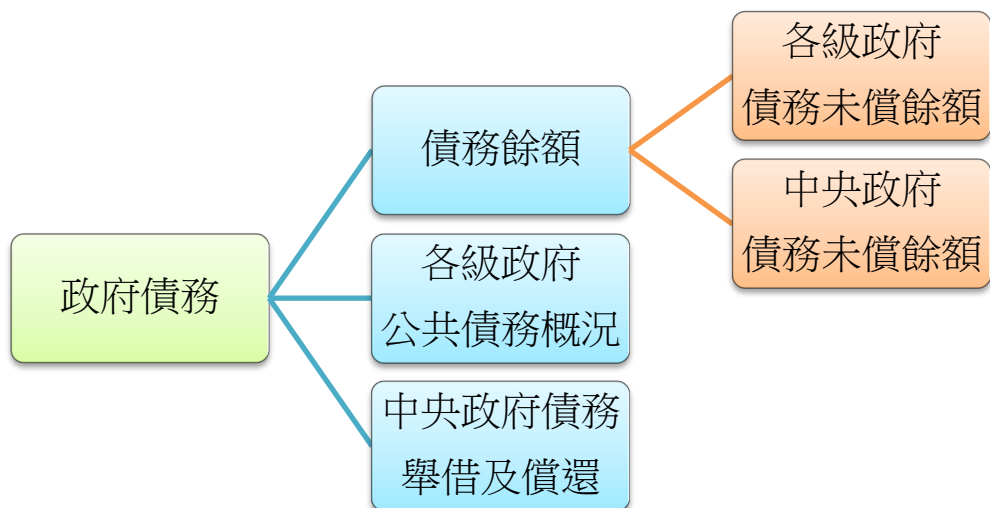 政府債務
債務餘額
各級政府
債務未償餘額
中央政府
債務未償餘額
各級政府
公共債務概況
中央政府債務
舉借及償還